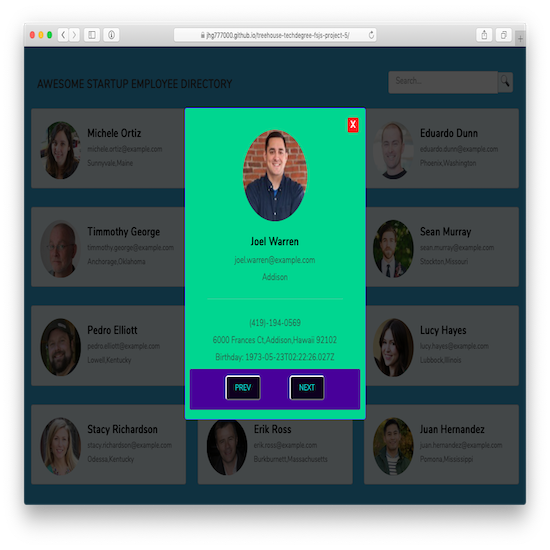 jhg777000.github.io/treehouse-techdegree-fsjs-project-5/
AWESOME STARTUP EMPLOYEE DIRECTORY
Search...
Michele Ortiz
michele.ortiz@example.com
Sunnyvale,Maine
Eduardo Dunn
eduardo.dunn@example.com
Phoenix,Washington
X
Joel Warren
joel.warren@example.com
Addison
(419)-194-0569
6000 Frances Ct,Addison,Hawaii 92102
Birthday: 1973-05-23T02:22:26.027Z
PREV
NEXT
Timmothy George
timmothy.george@example.com
Anchorage,Oklahoma
Sean Murray
sean.murray@example.com
Stockton,Missouri
Pedro Elliott
pedro.elliott@example.com
Lowell,Kentucky
Lucy Hayes
lucy.hayes@example.com
Lubbock,Illinois
Stacy Richardson
stacy.richardson@example.com
Odessa,Kentucky
Erik Ross
erik.ross@example.com
Burkburnett,Massachusetts
Juan Hernandez
juan.hernandez@example.com
Pomona,Mississippi